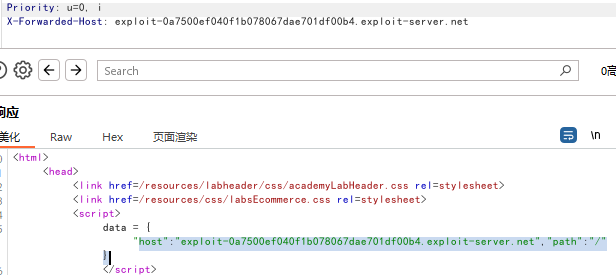 Priority: u=0, i
X-Forwarded-Host: exploit-0a7500ef040f1b078067dae701df00b4.exploit-server.net
Search
0高
响应
美化 Raw Hex 页面渲染 \n
<html>
<head>
<link href=/resources/labheader/css/academyLabHeader.css rel=stylesheet>
<link href=/resources/css/labsEcommerce.css rel=stylesheet>
<script>
data = {
"host":"exploit-0a7500ef040f1b078067dae701df00b4.exploit-server.net","path":"/"
}
</script>